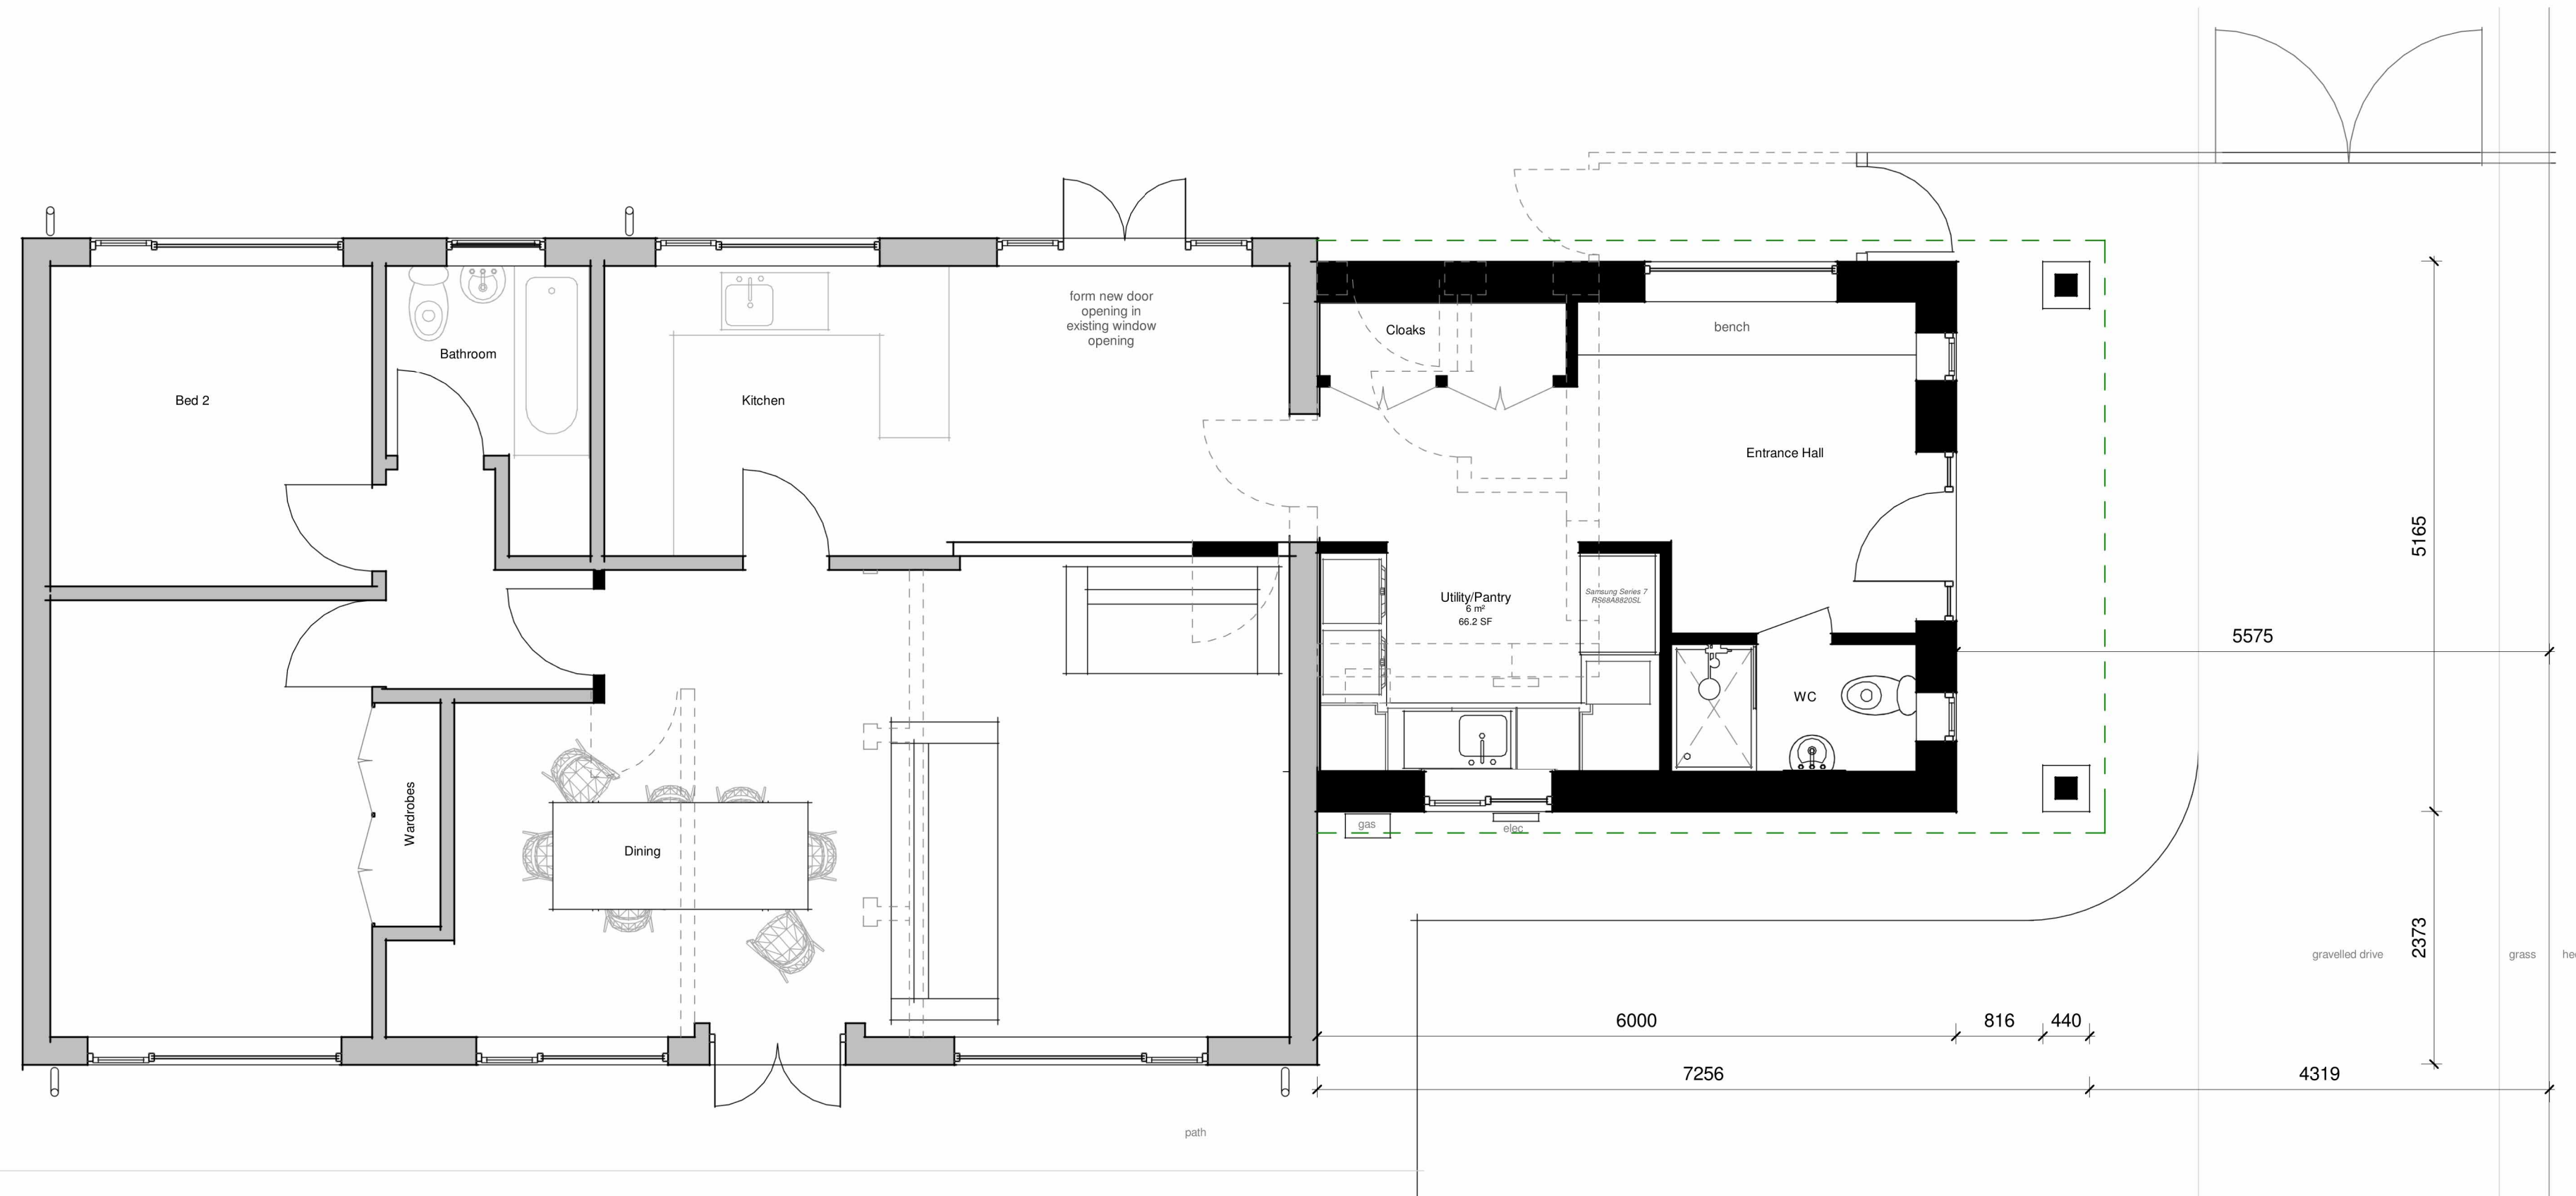 form new door
opening in
existing window
opening
Cloaks
bench
Bathroom
Bed 2
Kitchen
Entrance Hall
5165
Samsung Series 7
RS68A8820SL
Utility/Pantry
6 m²
66.2 SF
5575
WC
Wardrobes
gas
elec
Dining
2373
gravelled drive
grass
6000
816
440
7256
4319
path